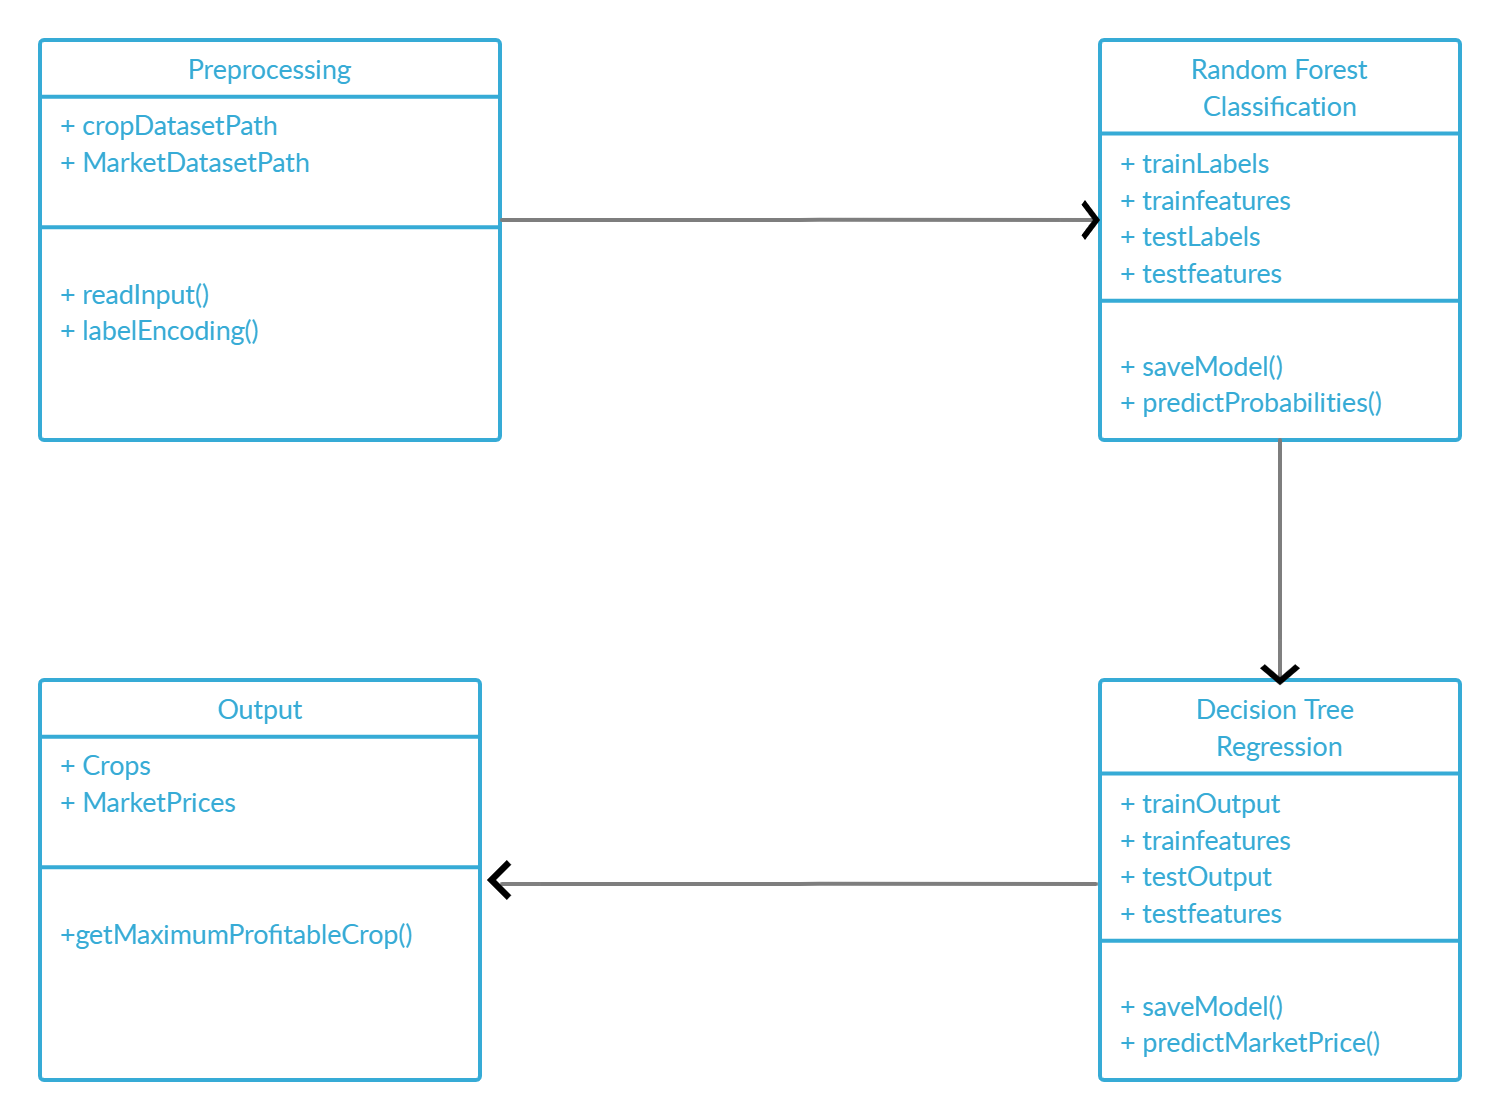 Preprocessing
+ cropDatasetPath
+ MarketDatasetPath
+ readInput()
+ labelEncoding()
Random Forest
Classification
+ trainLabels
+ trainfeatures
+ testLabels
+ testfeatures
+ saveModel()
+ predictProbabilities()
Output
+ Crops
+ MarketPrices
+getMaximumProfitableCrop()
Decision Tree
Regression
+ trainOutput
+ trainfeatures
+ testOutput
+ testfeatures
+ saveModel()
+ predictMarketPrice()